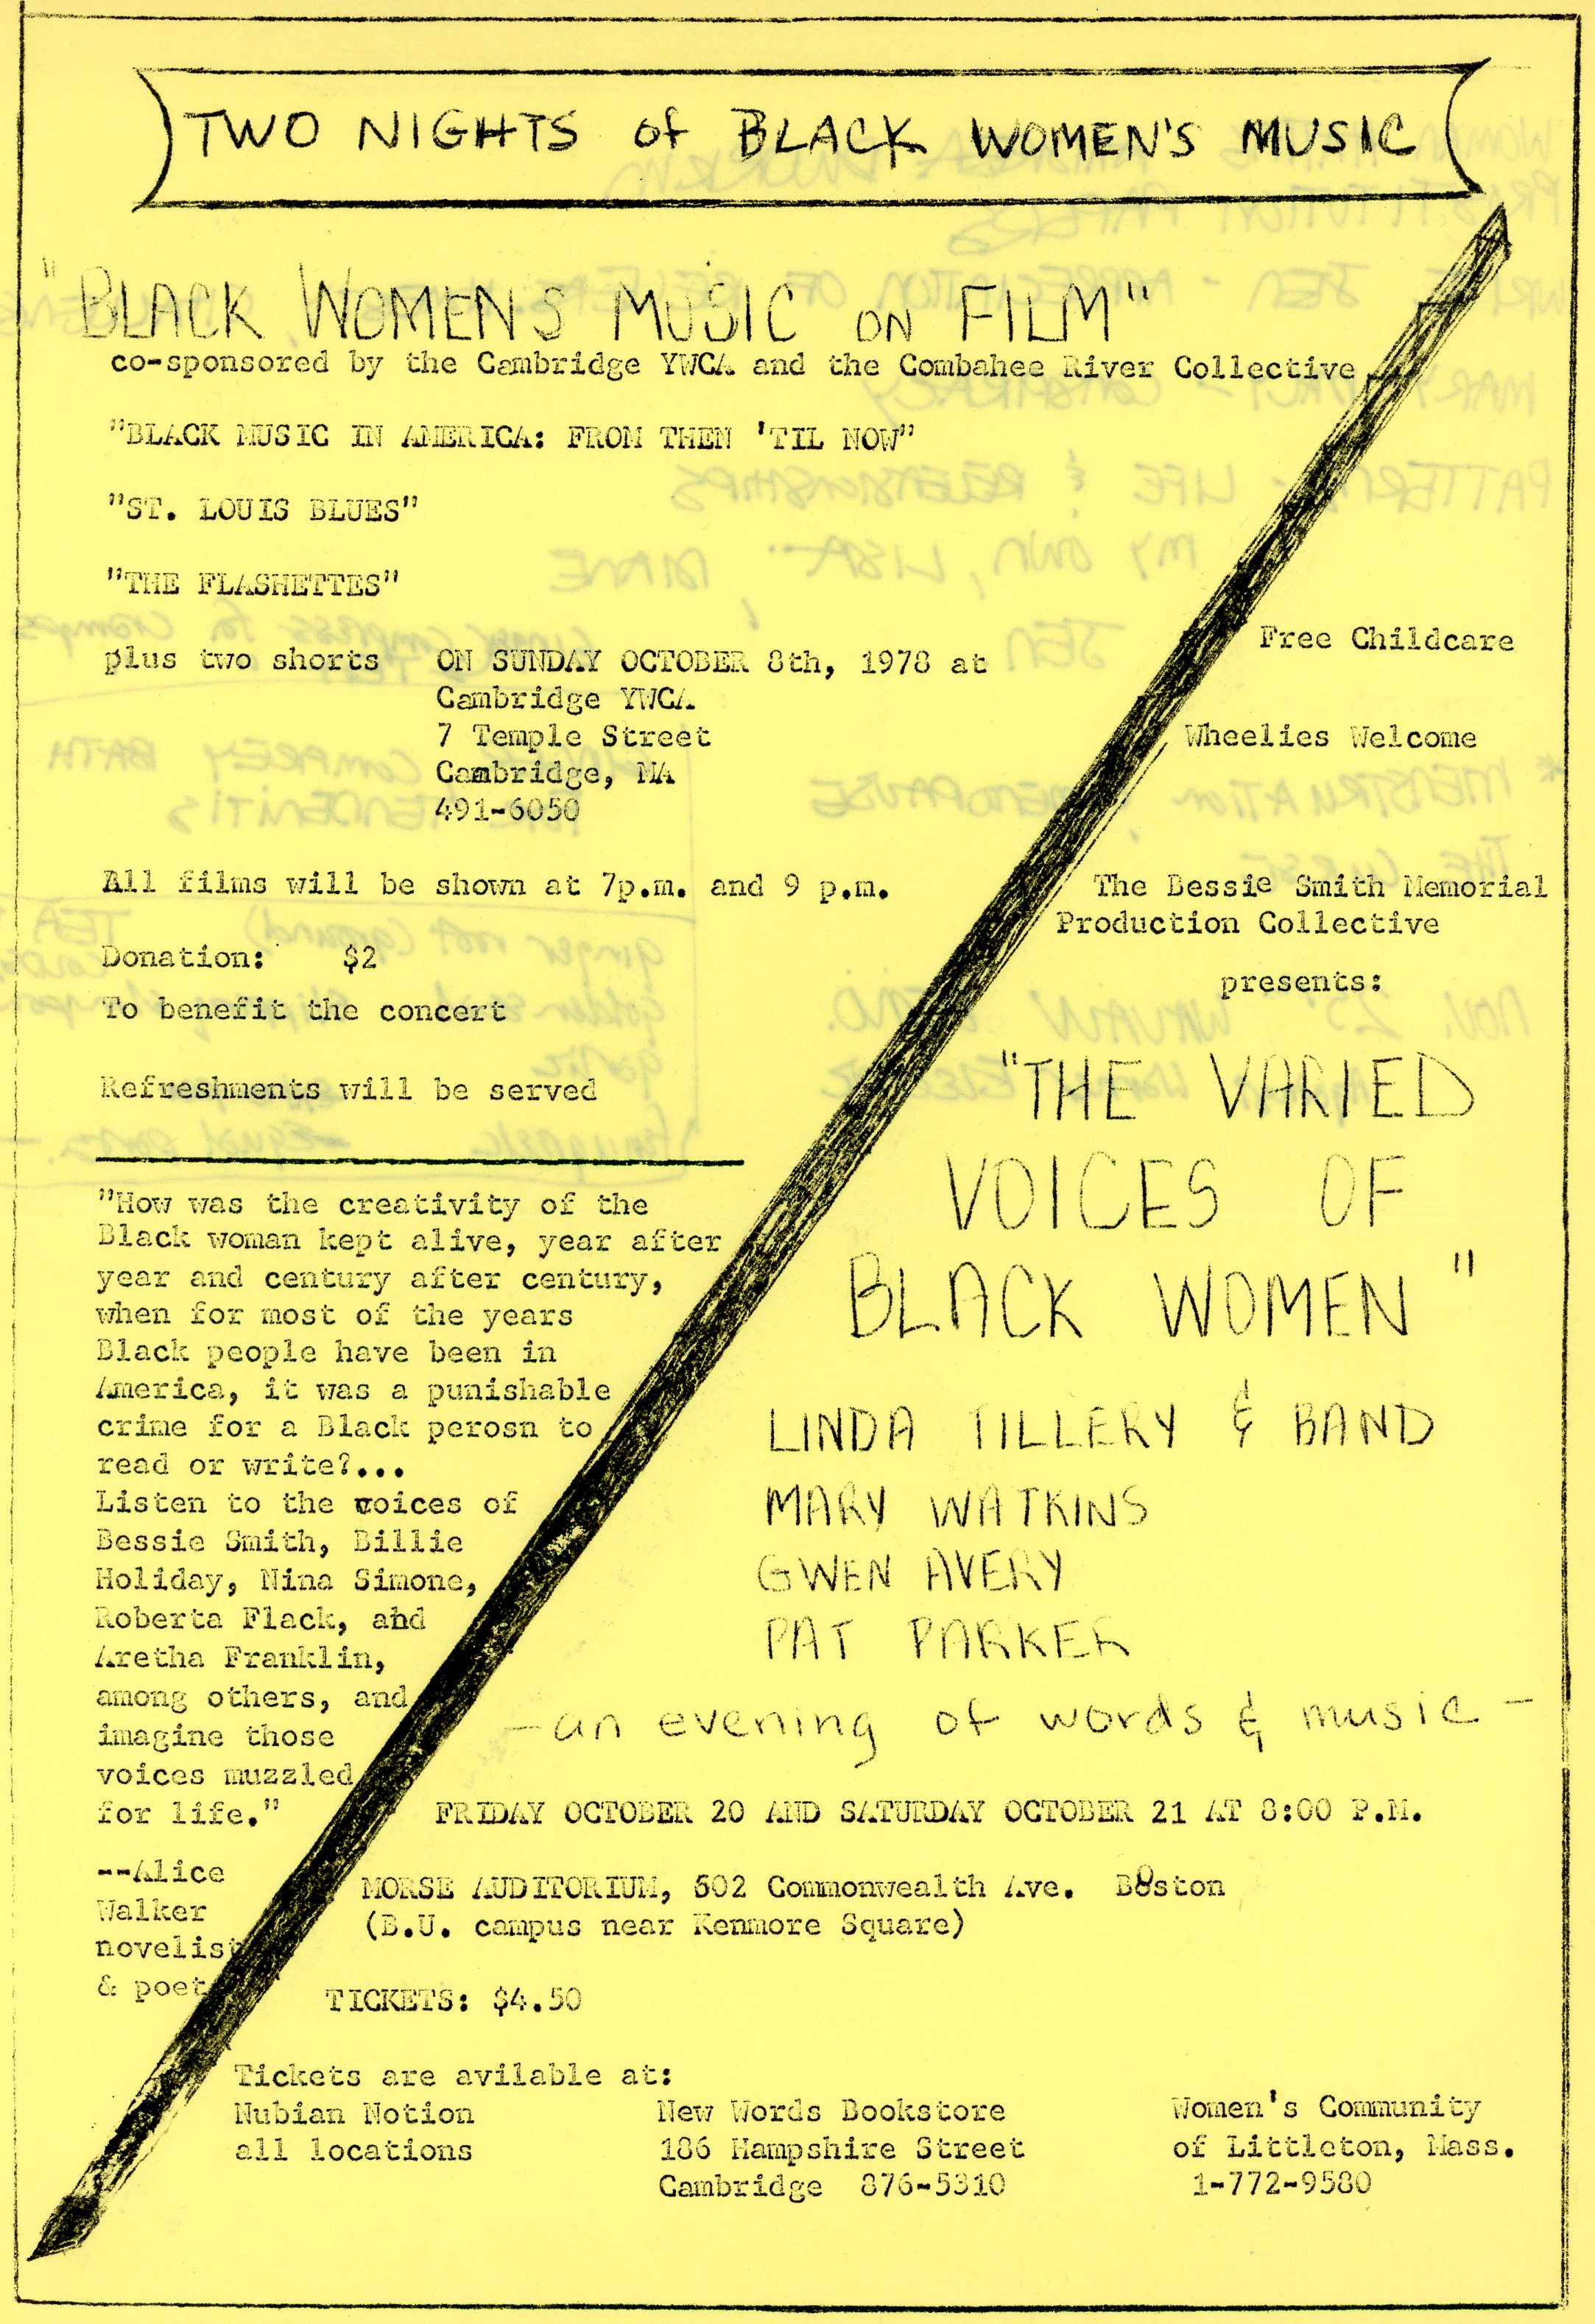 TWO NIGHTS of BLACK WOMEN'S MUSIC
"BLACK WOMENS MUSIC ON FILM"
co-sponsored by the Cambridge YWCA and the Combahee River Collective
"BLACK MUSIC IN AMERICA: FROM THEN 'TIL NOW"
"ST. LOUIS BLUES"
"THE FLASHETTES"
plus two shorts ON SUNDAY OCTOBER 8th, 1978 at
Cambridge YWCA
7 Temple Street
Cambridge, MA
491-6050
All films will be shown at 7p.m. and 9 p.m.
Donation: $2
To benefit the concert
Refreshments will be served
"How was the creativity of the
Black woman kept alive, year after
year and century after century,
when for most of the years
Black people have been in
America, it was a punishable
crime for a Black perosn to
read or write?...
Listen to the voices of
Bessie Smith, Billie
Holiday, Nina Simone,
Roberta Flack, and
Aretha Franklin,
among others, and
imagine those
voices muzzled
for life."
--Alice
Walker
novelist
& poet
Free Childcare
Wheelies Welcome
The Bessie Smith Memorial
Production Collective
presents:
"THE VARIED
VOICES OF
BLACK WOMEN"
LINDA TILLERY & BAND
MARY WATKINS
GWEN AVERY
PAT PARKER
-an evening of words & music-
FRIDAY OCTOBER 20 AND SATURDAY OCTOBER 21 AT 8:00 P.M.
MORSE AUDITORIUM, 602 Commonwealth Ave. Boston
(B.U. campus near Kenmore Square)
TICKETS: $4.50
Tickets are avilable at:
Nubian Notion
all locations
New Words Bookstore
186 Hampshire Street
Cambridge 876-5310
Women's Community
of Littleton, Mass.
1-772-9580